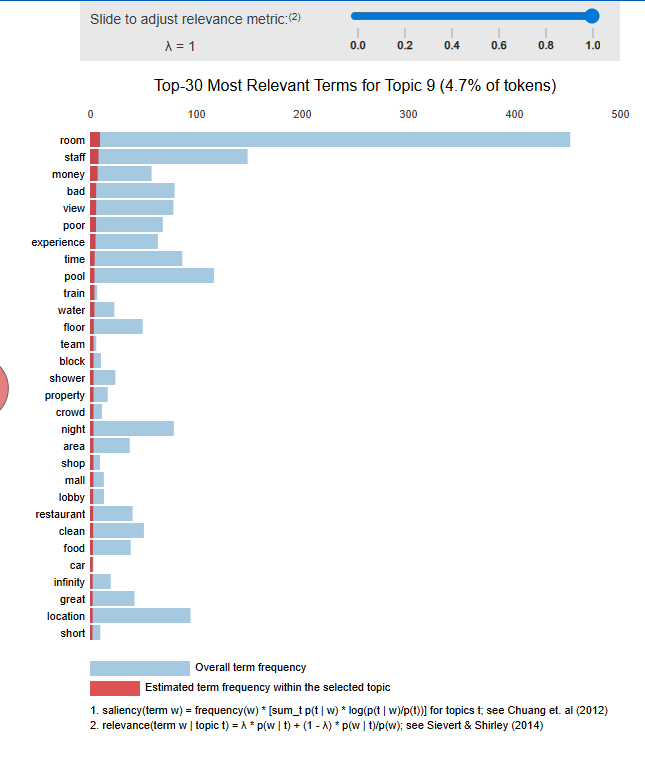 Slide to adjust relevance metric:(2)
λ = 1
0.0 0.2 0.4 0.6 0.8 1.0
Top-30 Most Relevant Terms for Topic 9 (4.7% of tokens)
0 100 200 300 400 500
room
staff
money
bad
view
poor
experience
time
pool
train
water
floor
team
block
shower
property
crowd
night
area
shop
mall
lobby
restaurant
clean
food
car
infinity
great
location
short
Overall term frequency
Estimated term frequency within the selected topic
1. saliency(term w) = frequency(w) * [sum_t p(t | w) * log(p(t | w)/p(t))] for topics t; see Chuang et. al (2012)
2. relevance(term w | topic t) = λ * p(w | t) + (1 - λ) * p(w | t)/p(w); see Sievert & Shirley (2014)